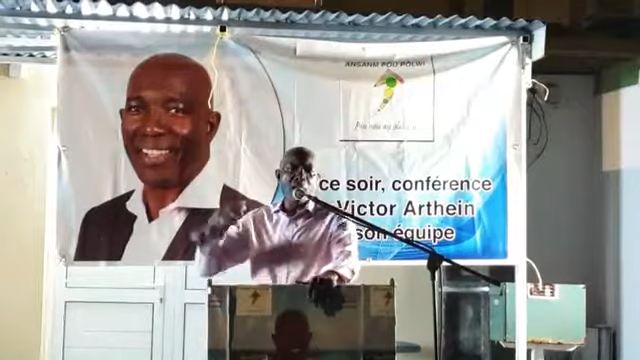 ANSANM POU POLWI
ce soir, conférence
Victor Arthein
son équipe